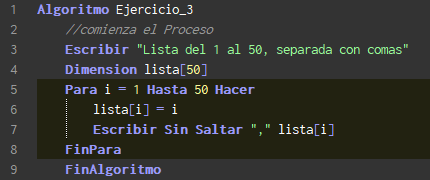 1 Algoritmo Ejercicio_3
2 //comienza el Proceso
3 Escribir "Lista del 1 al 50, separada con comas"
4 Dimension lista[50]
5 Para i = 1 Hasta 50 Hacer
6 lista[i] = i
7 Escribir Sin Saltar "," lista[i]
8 FinPara
9 FinAlgoritmo